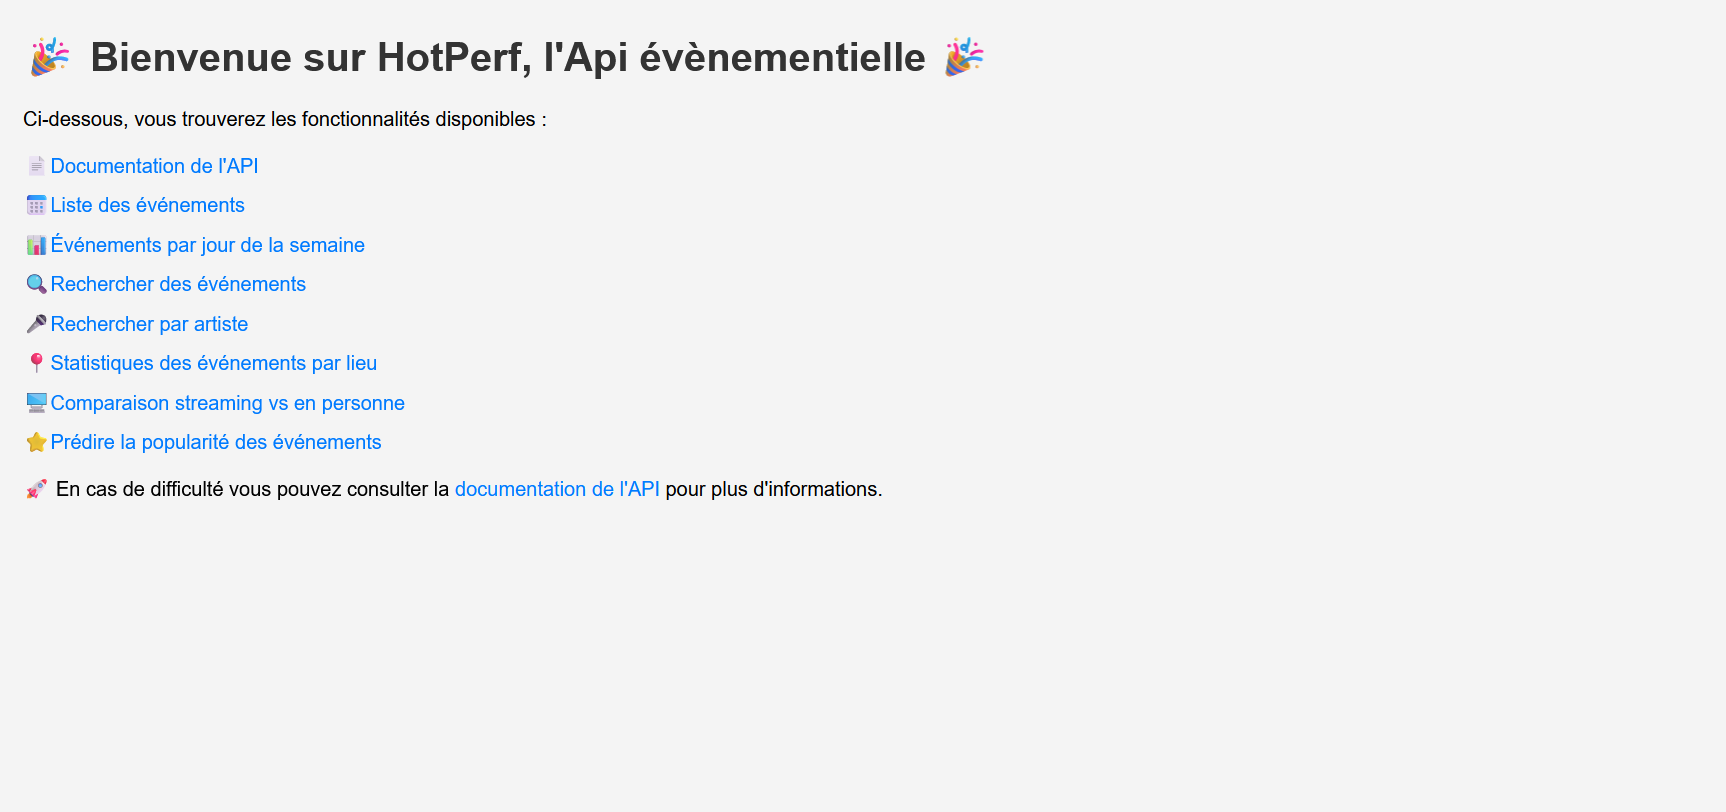 🎉 Bienvenue sur HotPerf, l'Api évènementielle 🎉
Ci-dessous, vous trouverez les fonctionnalités disponibles :
📄 Documentation de l'API
📅 Liste des événements
📊 Événements par jour de la semaine
🔍 Rechercher des événements
🎤 Rechercher par artiste
📍 Statistiques des événements par lieu
🖥️ Comparaison streaming vs en personne
⭐ Prédire la popularité des événements
🚀 En cas de difficulté vous pouvez consulter la documentation de l'API pour plus d'informations.